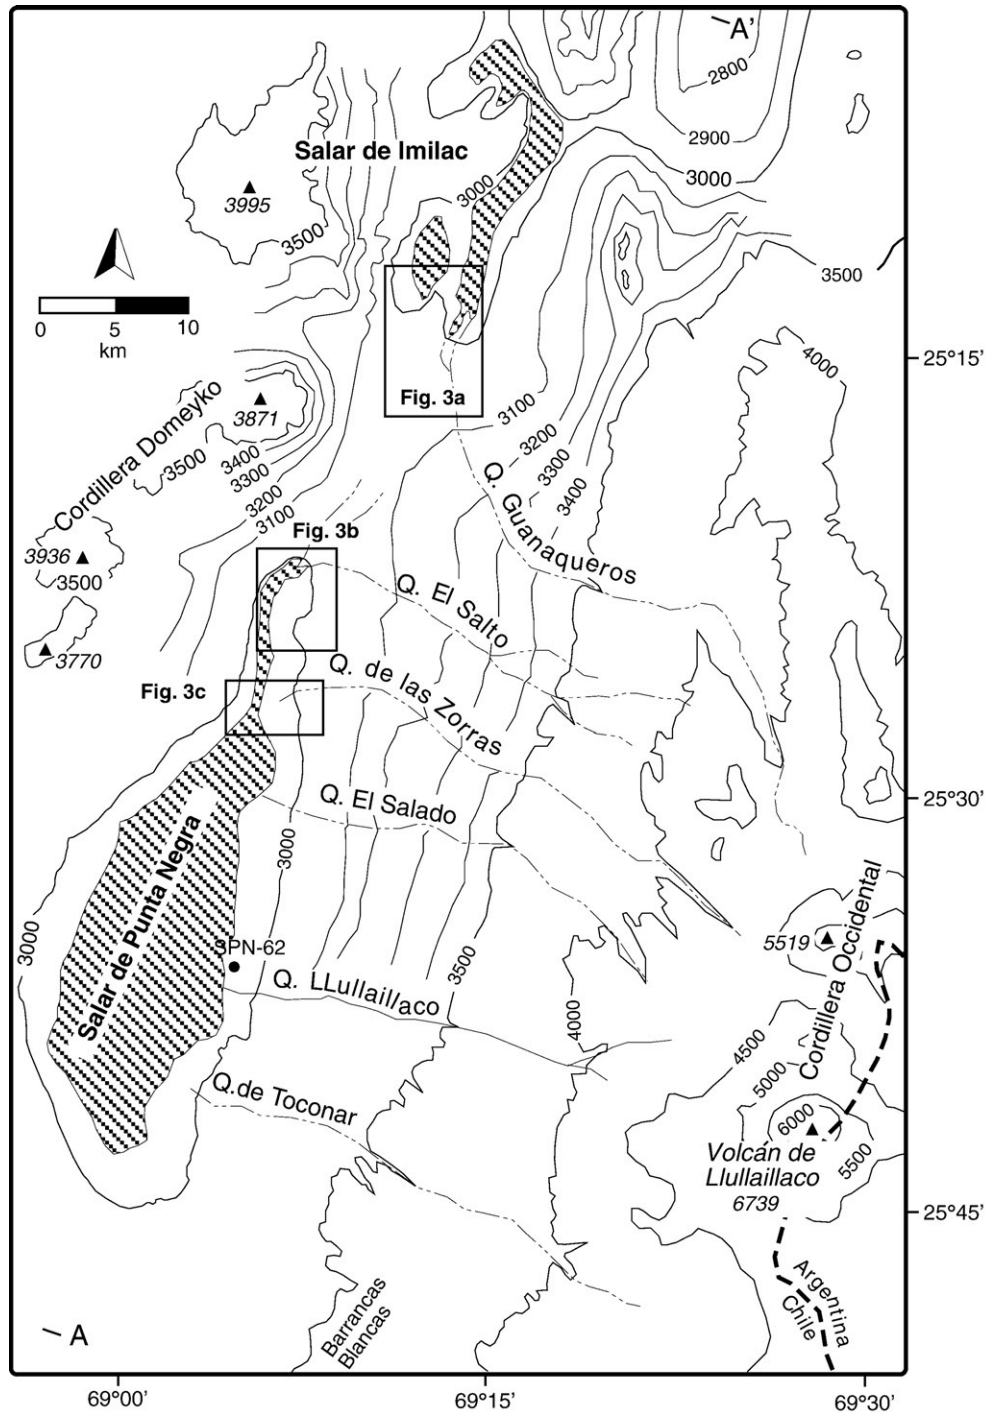 A'
2800
2900
3000
Salar de Imilac
3000
3995
3500
3500
0 5 10
km
4000
25°15'
Fig. 3a
3100
3200
3300
3400
Cordillera Domeyko
3871
3500
3400
3300
3200
3100
Q. Guanaqueros
Fig. 3b
3936
3500
Q. El Salto
3770
Q. de las Zorras
Fig. 3c
Q. El Salado
25°30'
Salar de Punta Negra
3000
3000
SPN-62
Q. LLullaillaco
3500
4000
5519
Cordillera Occidental
4500
5000
6000
5500
Q.de Toconar
Volcán de
Llullaillaco
6739
25°45'
Argentina
Chile
Barrancas
Blancas
A
69°00' 69°15' 69°30'